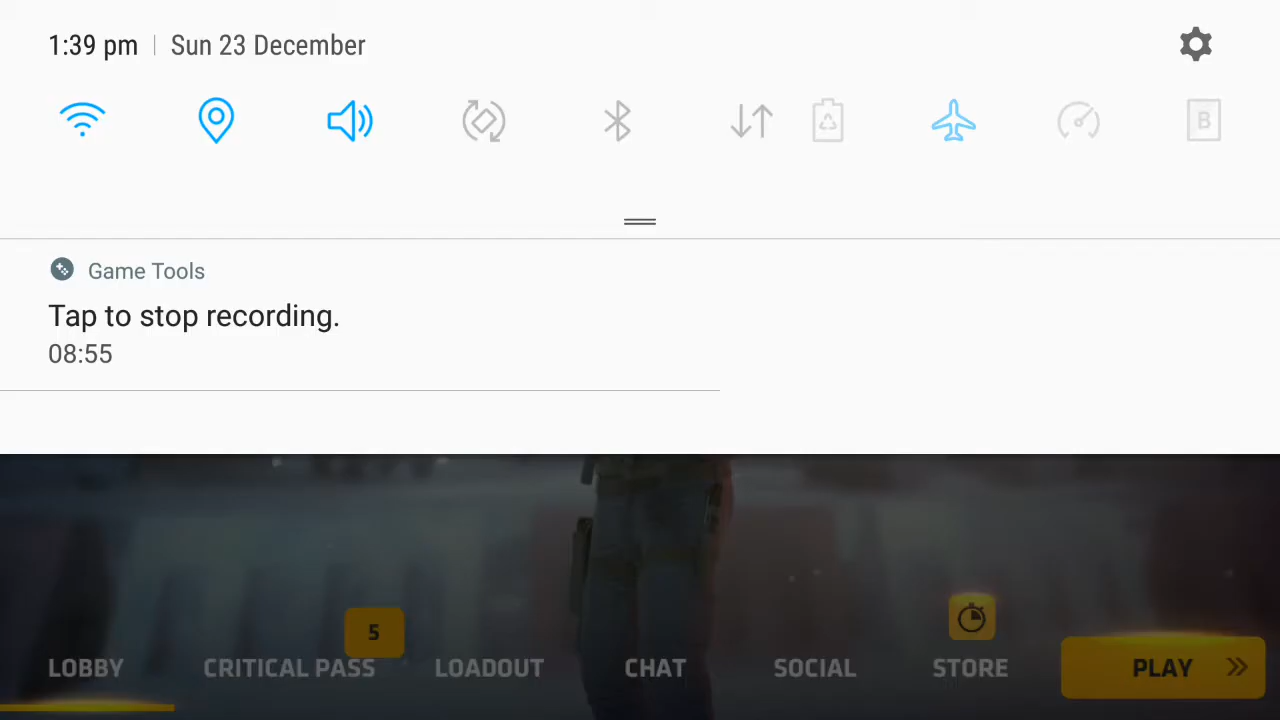 1:39 pm | Sun 23 December
B
Game Tools
Tap to stop recording.
08:55
5
LOBBY CRITICAL PASS LOADOUT CHAT SOCIAL STORE PLAY